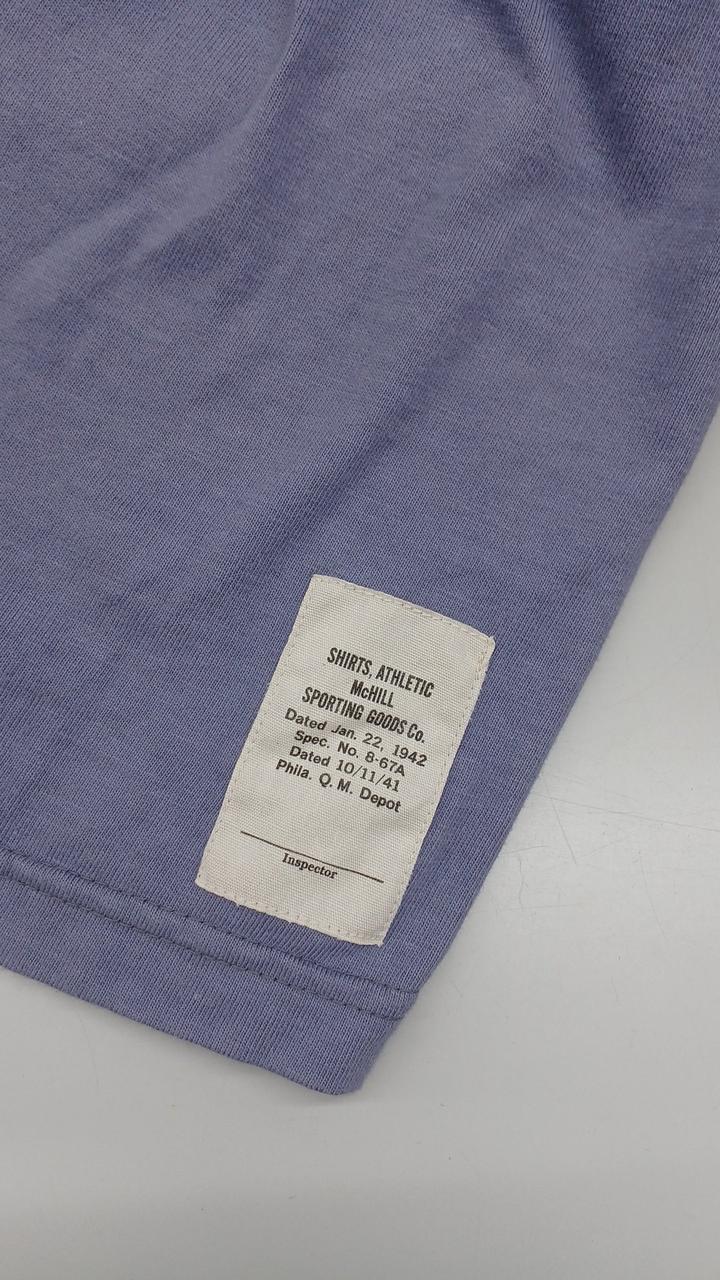 SHIRTS, ATHLETIC
McHILL
SPORTING GOODS Co.
Dated Jan. 22, 1942
Spec. No. 8-67A
Dated 10/11/41
Phila. Q. M. Depot
Inspector